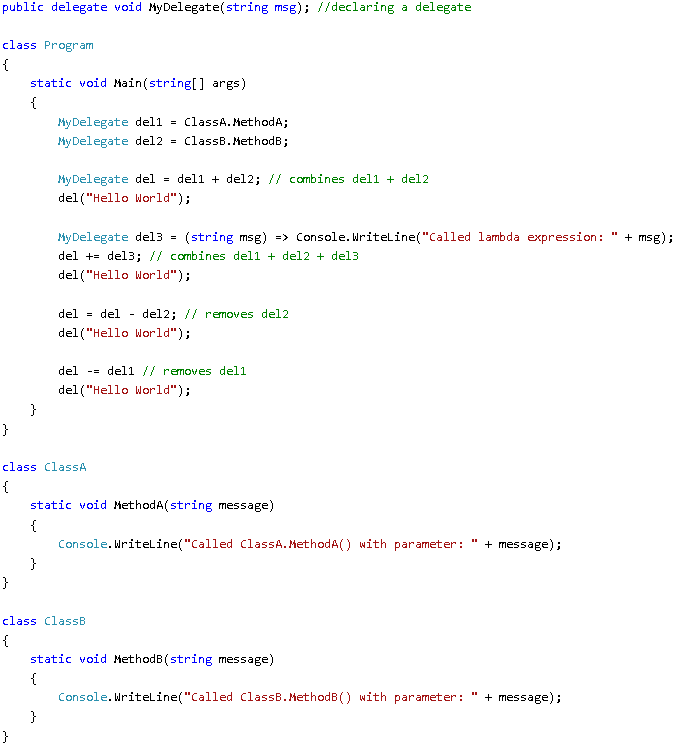 public delegate void MyDelegate(string msg); //declaring a delegate

class Program
{
    static void Main(string[] args)
    {
        MyDelegate del1 = ClassA.MethodA;
        MyDelegate del2 = ClassB.MethodB;

        MyDelegate del = del1 + del2; // combines del1 + del2
        del("Hello World");

        MyDelegate del3 = (string msg) => Console.WriteLine("Called lambda expression: " + msg);
        del += del3; // combines del1 + del2 + del3
        del("Hello World");

        del = del - del2; // removes del2
        del("Hello World");

        del -= del1 // removes del1
        del("Hello World");
    }
}

class ClassA
{
    static void MethodA(string message)
    {
        Console.WriteLine("Called ClassA.MethodA() with parameter: " + message);
    }
}

class ClassB
{
    static void MethodB(string message)
    {
        Console.WriteLine("Called ClassB.MethodB() with parameter: " + message);
    }
}